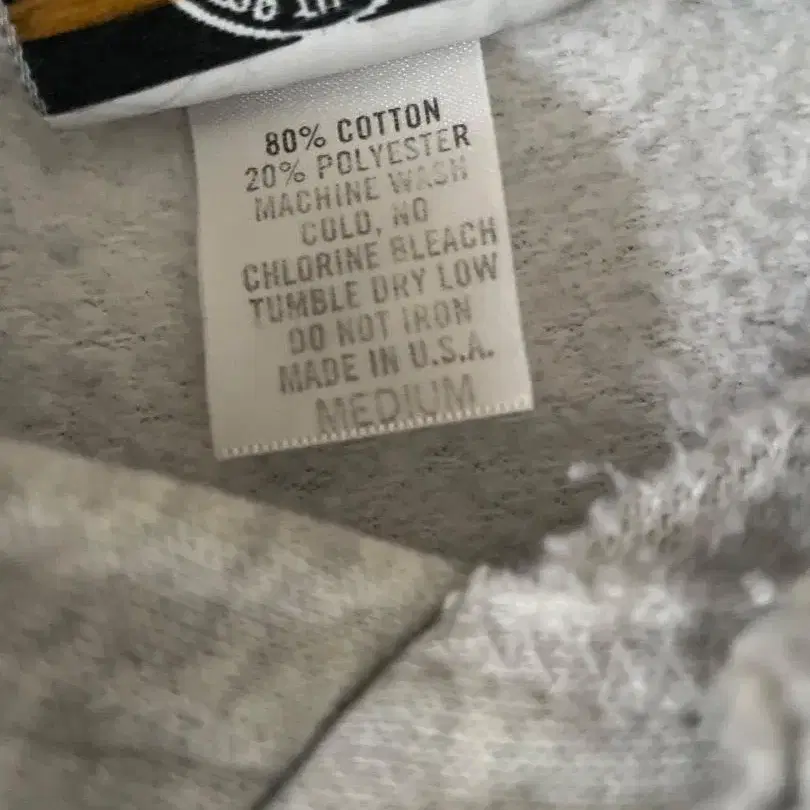 80% COTTON
20% POLYESTER
MACHINE WASH
COLD, NO
CHLORINE BLEACH
TUMBLE DRY LOW
DO NOT IRON
MADE IN U.S.A.
MEDIUM